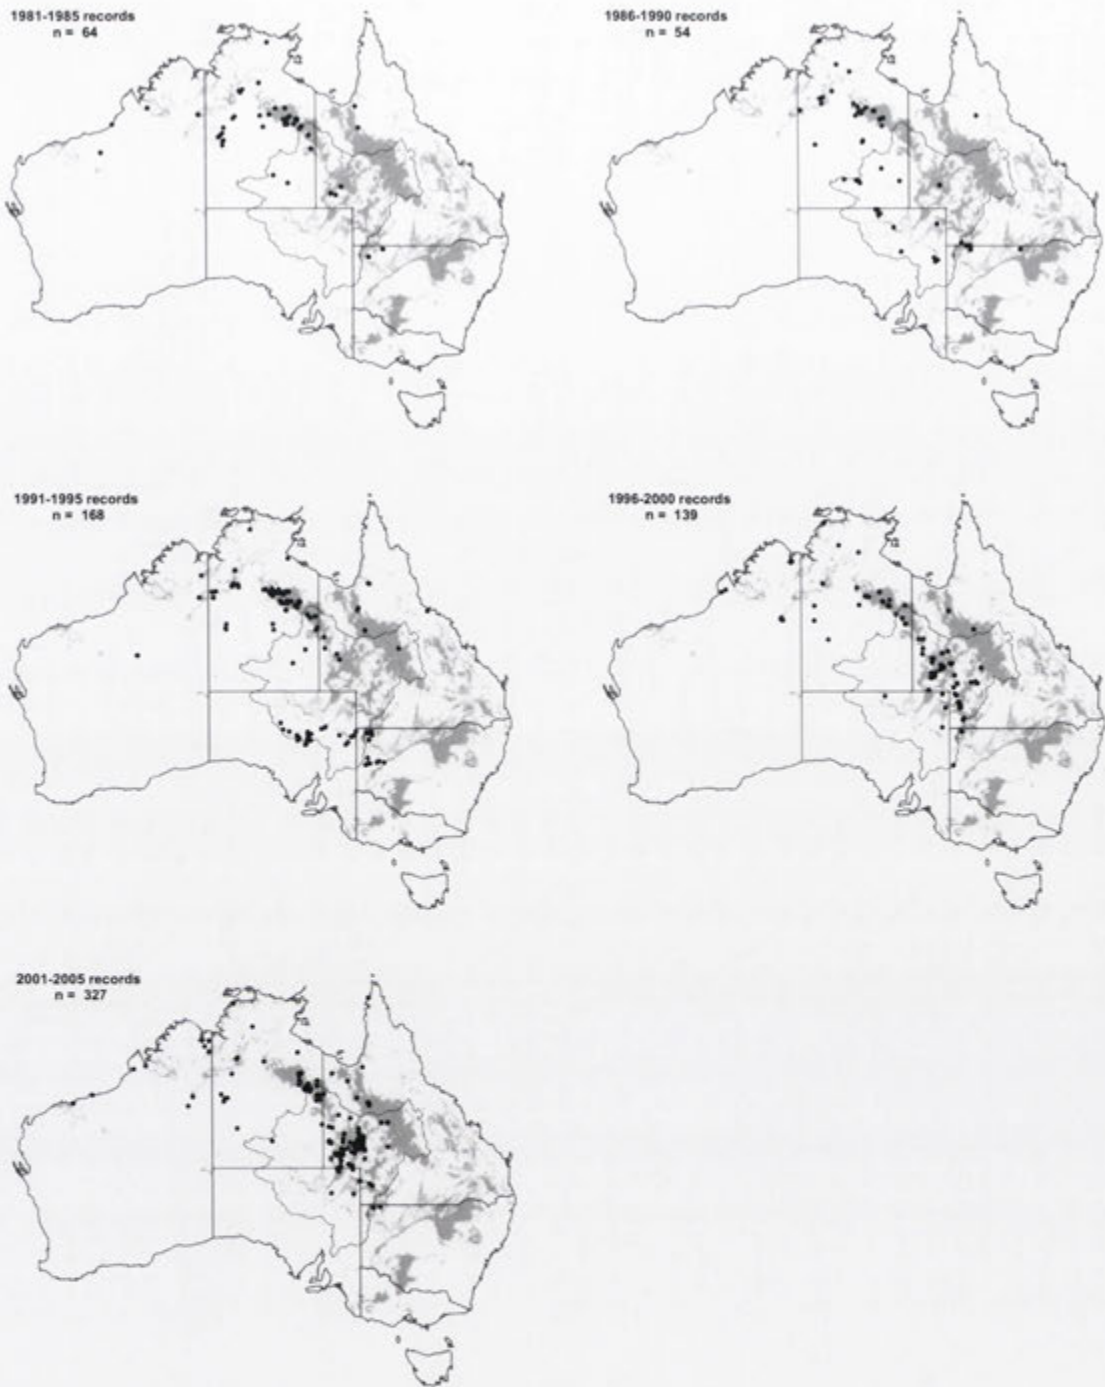 1981-1985 records
n = 64
1986-1990 records
n = 54
1991-1995 records
n = 168
1996-2000 records
n = 139
2001-2005 records
n = 327